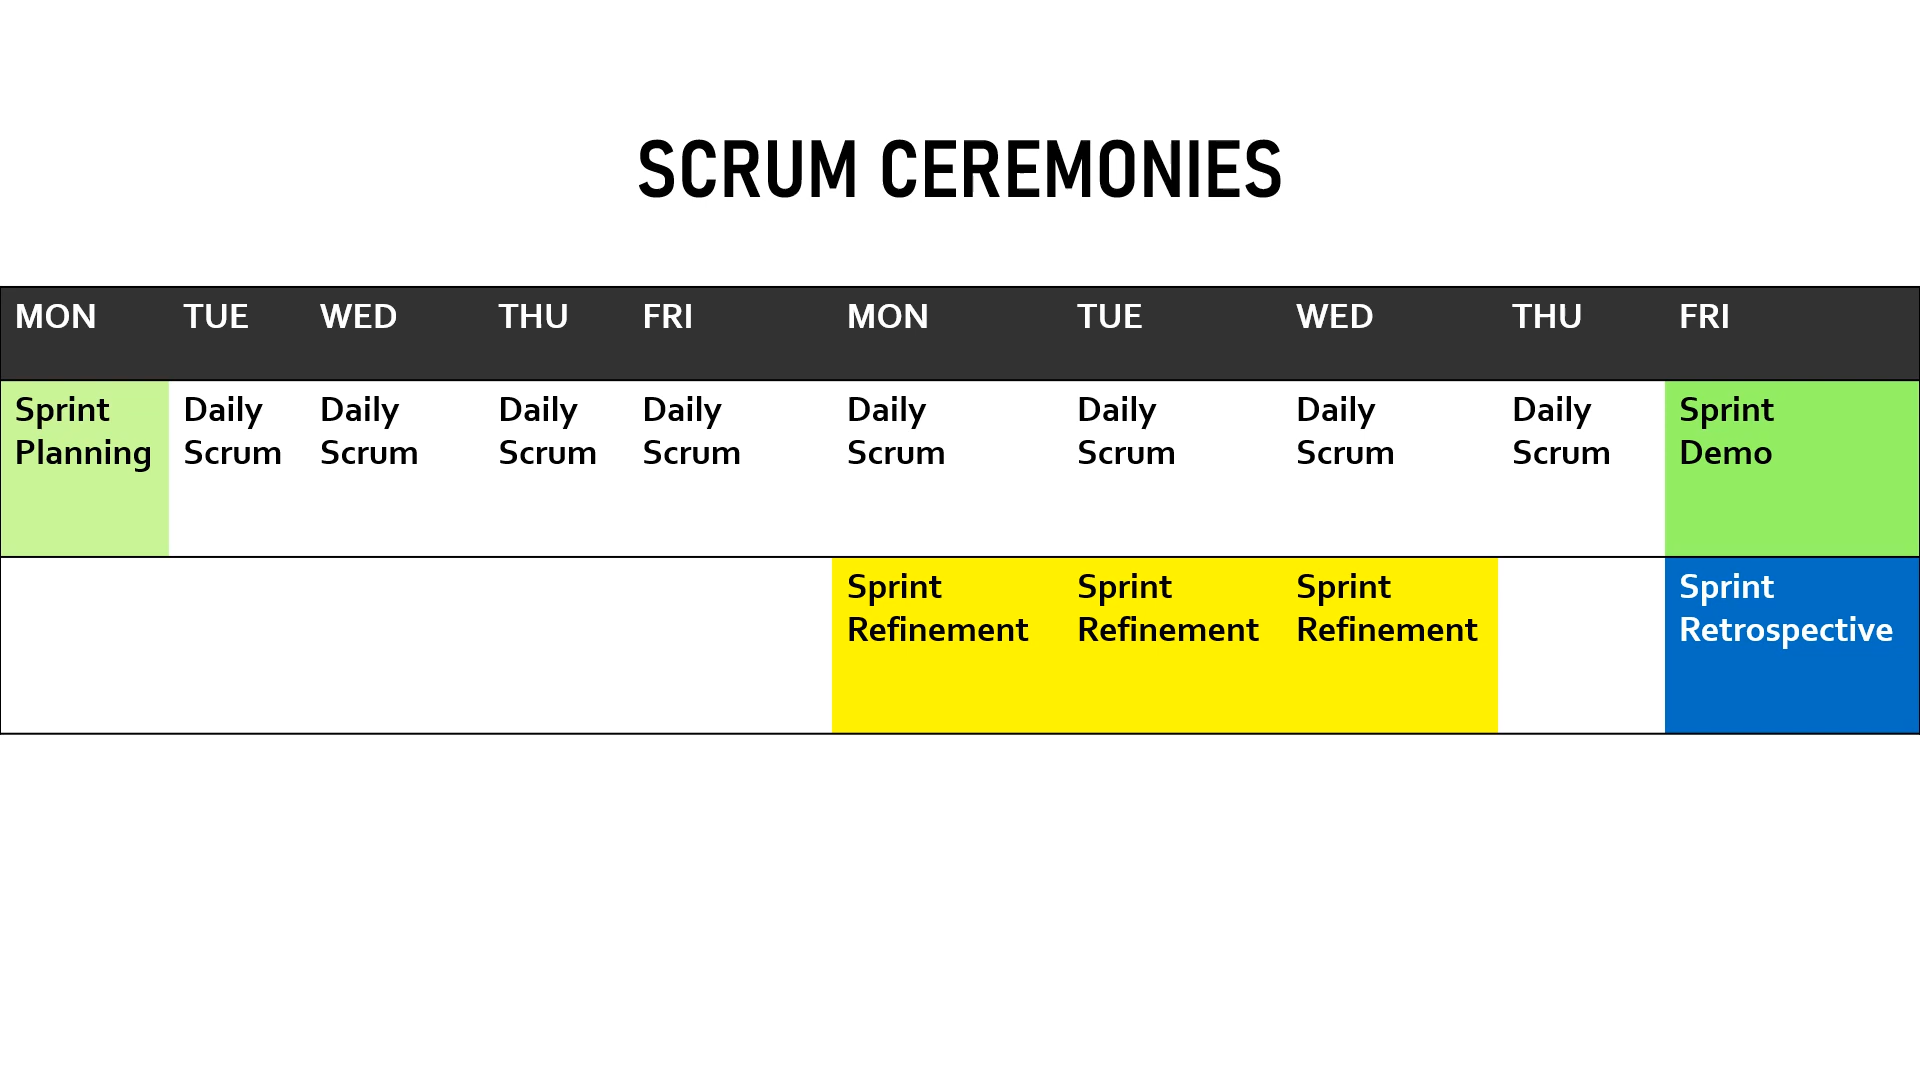 SCRUM CEREMONIES
MON TUE WED THU FRI MON TUE WED THU FRI
Sprint Daily Daily Daily Daily Daily Daily Daily Daily Sprint
Planning Scrum Scrum Scrum Scrum Scrum Scrum Scrum Scrum Demo
Sprint Sprint Sprint Sprint
Refinement Refinement Refinement Retrospective